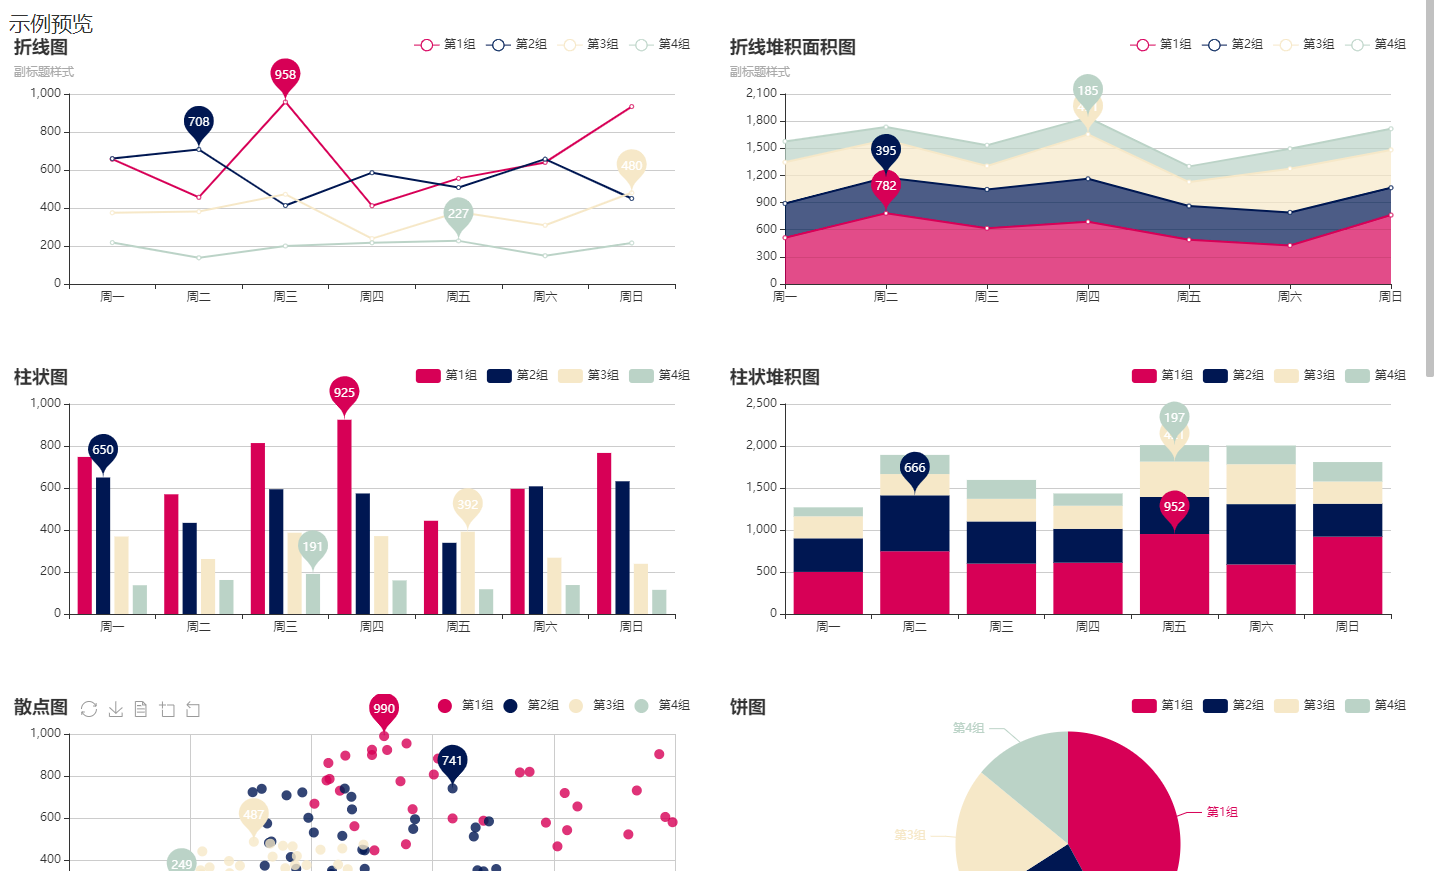 示例预览
折线图
第1组 第2组 第3组 第4组
副标题样式
1,000
800
600
400
200
0
958
708
480
227
周一 周二 周三 周四 周五 周六 周日
折线堆积面积图
第1组 第2组 第3组 第4组
副标题样式
2,100
1,800
1,500
1,200
900
600
300
0
185
395
782
周一 周二 周三 周四 周五 周六 周日
柱状图
第1组 第2组 第3组 第4组
1,000
800
600
400
200
0
925
650
392
191
周一 周二 周三 周四 周五 周六 周日
柱状堆积图
第1组 第2组 第3组 第4组
2,500
2,000
1,500
1,000
500
0
197
666
952
周一 周二 周三 周四 周五 周六 周日
散点图
第1组 第2组 第3组 第4组
1,000
800
600
400
990
741
487
249
饼图
第1组 第2组 第3组 第4组
第4组
第1组
第3组